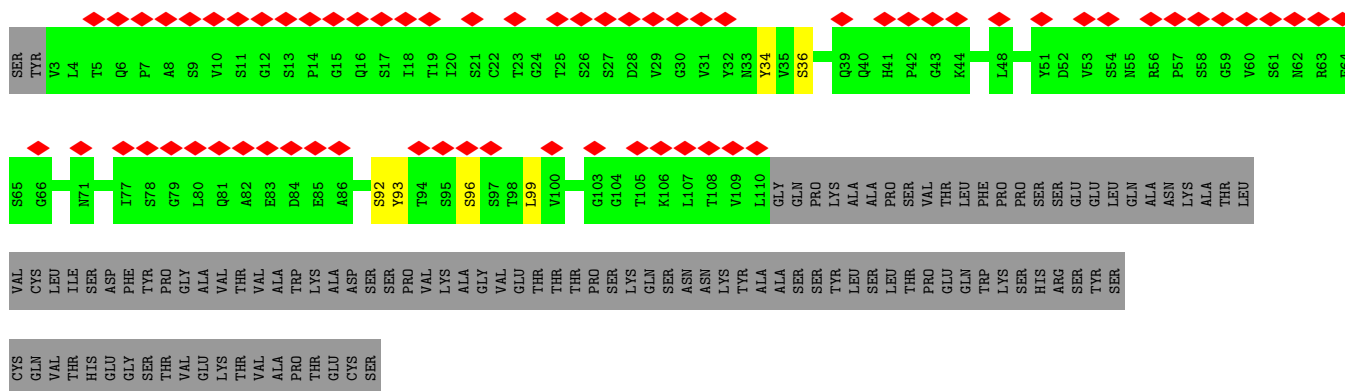 SER TYR V3 L4 T5 Q6 P7 A8 S9 V10 S11 G12 S13 P14 G15 Q16 S17 I18 T19 I20 S21 C22 T23 G24 T25 S26 S27 D28 V29 G30 V31 Y32 N33 Y34 V35 S36 Q39 Q40 H41 P42 G43 K44 L48 Y51 D52 V53 S54 N55 R56 P57 S58 G59 V60 S61 N62 R63 F64
S65 G66 N71 I77 S78 G79 L80 Q81 A82 E83 D84 E85 A86 S92 Y93 T94 S95 S96 S97 T98 L99 V100 G103 G104 T105 K106 L107 T108 V109 L110 GLY GLN PRO LYS ALA ALA PRO SER VAL THR LEU PHE PRO PRO SER SER GLU GLU LEU GLN ALA ASN LYS ALA THR LEU
VAL CYS LEU ILE SER ASP PHE TYR PRO GLY ALA VAL THR VAL ALA TRP LYS ALA ASP SER SER PRO VAL LYS ALA GLY VAL GLU THR THR THR PRO SER LYS GLN SER ASN ASN LYS TYR ALA ALA SER SER TYR LEU SER LEU THR PRO GLU GLN TRP LYS SER HIS ARG SER TYR SER
CYS GLN VAL THR HIS GLU GLY SER THR VAL GLU LYS THR VAL ALA PRO THR GLU CYS SER